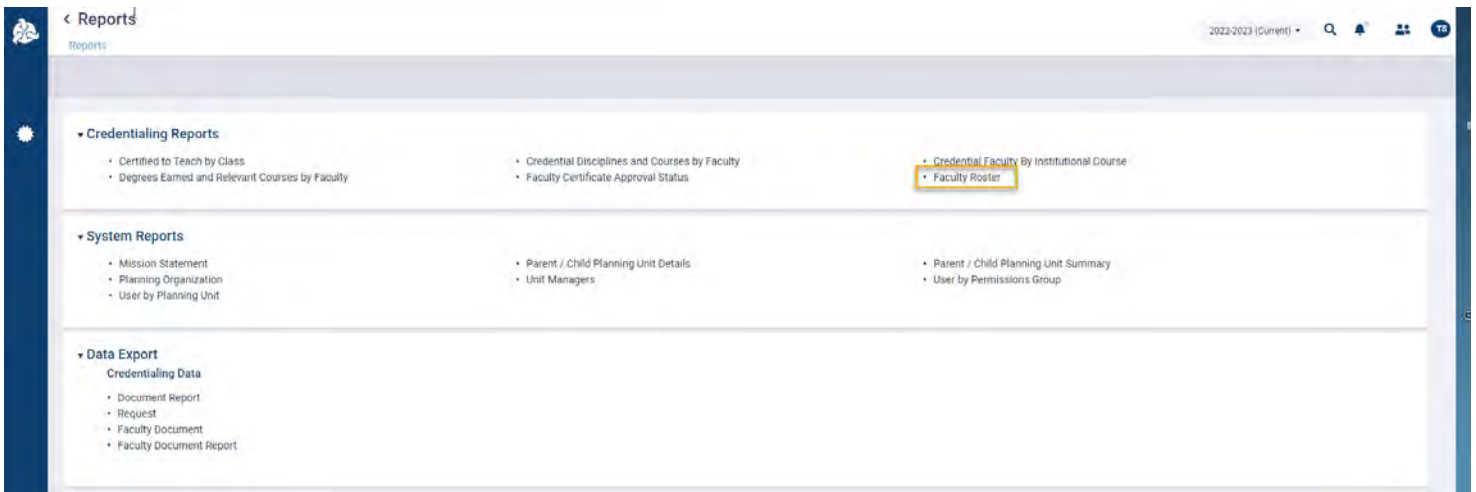 < Reports
Reports
2022-2023 (Current)
TB
Credentialing Reports
Certified to Teach by Class
Degrees Earned and Relevant Courses by Faculty
Credential Disciplines and Courses by Faculty
Faculty Certificate Approval Status
Credential Faculty By Institutional Course
Faculty Roster
System Reports
Mission Statement
Planning Organization
User by Planning Unit
Parent / Child Planning Unit Details
Unit Managers
Parent / Child Planning Unit Summary
User by Permissions Group
Data Export
Credentialing Data
Document Report
Request
Faculty Document
Faculty Document Report